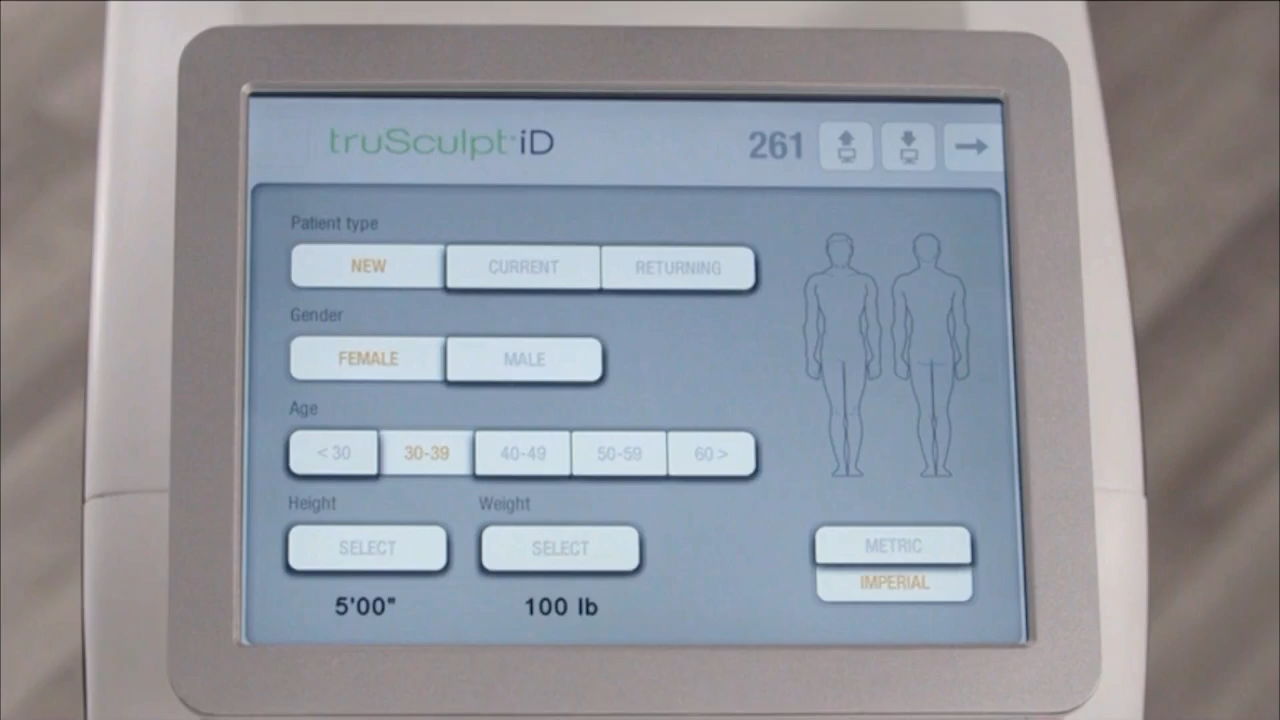 truSculpt iD 261
Patient type
NEW CURRENT RETURNING
Gender
FEMALE MALE
Age
< 30 30-39 40-49 50-59 60 >
Height Weight
SELECT SELECT METRIC
IMPERIAL
5'00" 100 lb